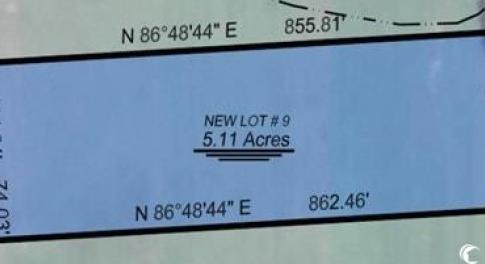 N 86°48'44" E 855.81'
NEW LOT # 9
5.11 Acres
N 86°48'44" E 862.46'